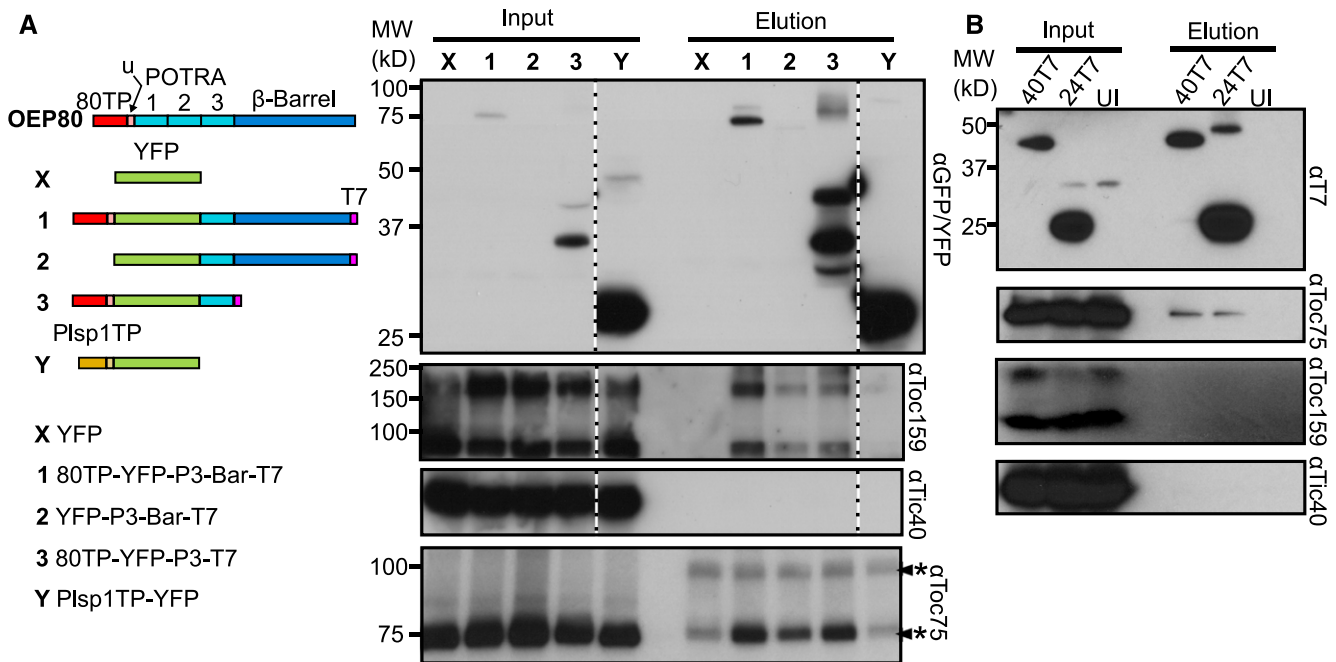 A
u
POTRA
80TP 1 2 3 β-Barrel
OEP80
YFP
X
T7
1
2
3
PIsp1TP
Y
X YFP
1 80TP-YFP-P3-Bar-T7
2 YFP-P3-Bar-T7
3 80TP-YFP-P3-T7
Y PIsp1TP-YFP
MW
(kD)
Input Elution
X 1 2 3 Y X 1 2 3 Y
100
75
50
37
25
αGFP/YFP
250
150
100
αToc159
αTic40
100
75
*
*
αToc75
B
Input Elution
MW
(kD)
40T7 24T7 UI 40T7 24T7 UI
50
37
25
αT7
αToc75
αToc159
αTic40